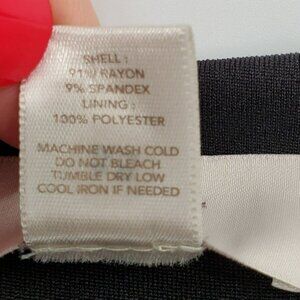 SHELL :
91% RAYON
9% SPANDEX
LINING :
100% POLYESTER
MACHINE WASH COLD
DO NOT BLEACH
TUMBLE DRY LOW
COOL IRON IF NEEDED